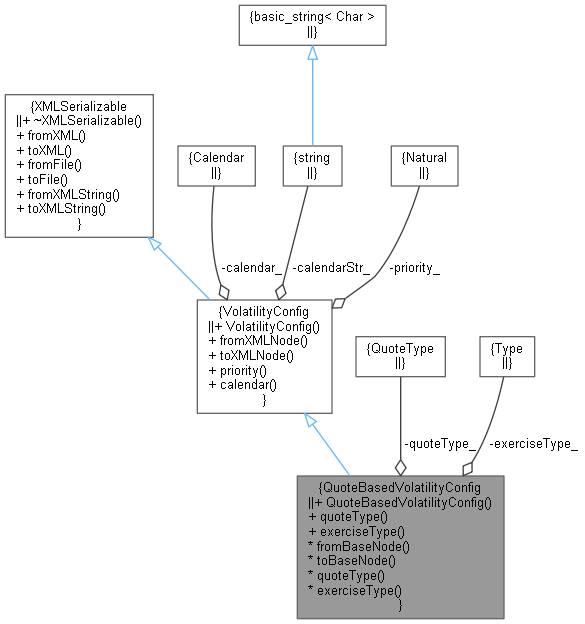 {basic_string< Char >
||}
{XMLSerializable
||+ ~XMLSerializable()
+ fromXML()
+ toXML()
+ fromFile()
+ toFile()
+ fromXMLString()
+ toXMLString()
}
{Calendar
||}
{string
||}
{Natural
||}
-calendar_
-calendarStr_
-priority_
{VolatilityConfig
||+ VolatilityConfig()
+ fromXMLNode()
+ toXMLNode()
+ priority()
+ calendar()
}
{QuoteType
||}
{Type
||}
-quoteType_
-exerciseType_
{QuoteBasedVolatilityConfig
||+ QuoteBasedVolatilityConfig()
+ quoteType()
+ exerciseType()
* fromBaseNode()
* toBaseNode()
* quoteType()
* exerciseType()
}